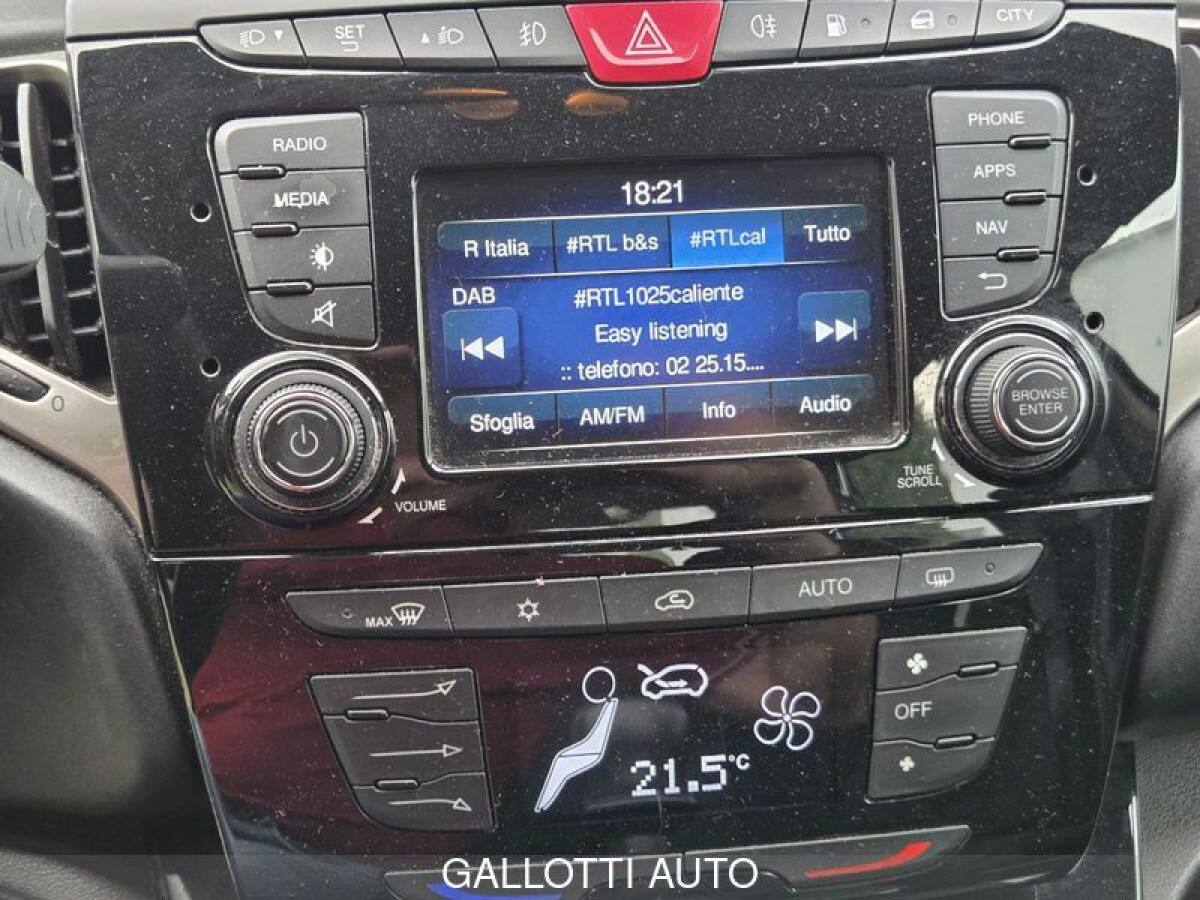 SET
CITY
RADIO
MEDIA
PHONE
APPS
NAV
18:21
R Italia
#RTL b&s
#RTLcal
Tutto
DAB
#RTL1025caliente
Easy listening
:: telefono: 02 25.15....
Sfoglia
AM/FM
Info
Audio
BROWSE
ENTER
VOLUME
TUNE
SCROLL
MAX
AUTO
OFF
21.5°C
0
GALLOTTI AUTO